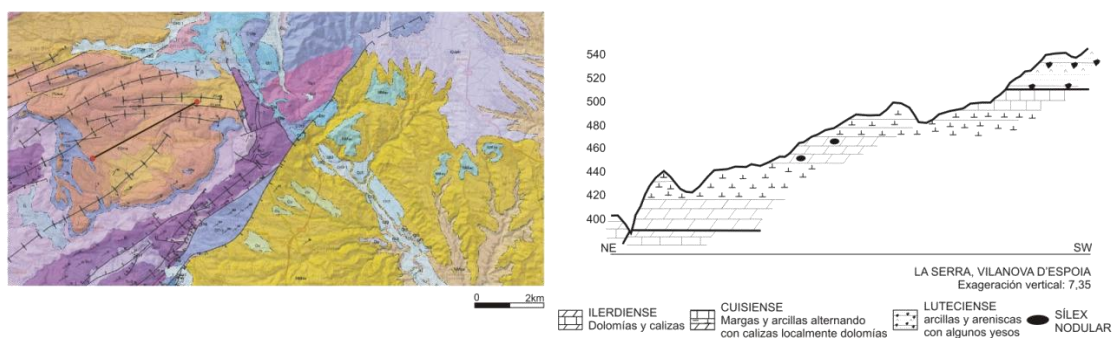 0 2km
540
520
500
480
460
440
420
400
NE SW
LA SERRA, VILANOVA D'ESPOIA
Exageración vertical: 7,35
ILERDIENSE
Dolomías y calizas
CUISIENSE
Margas y arcillas alternando
con calizas localmente dolomías
LUTECIENSE
arcillas y areniscas
con algunos yesos
SÍLEX
NODULAR